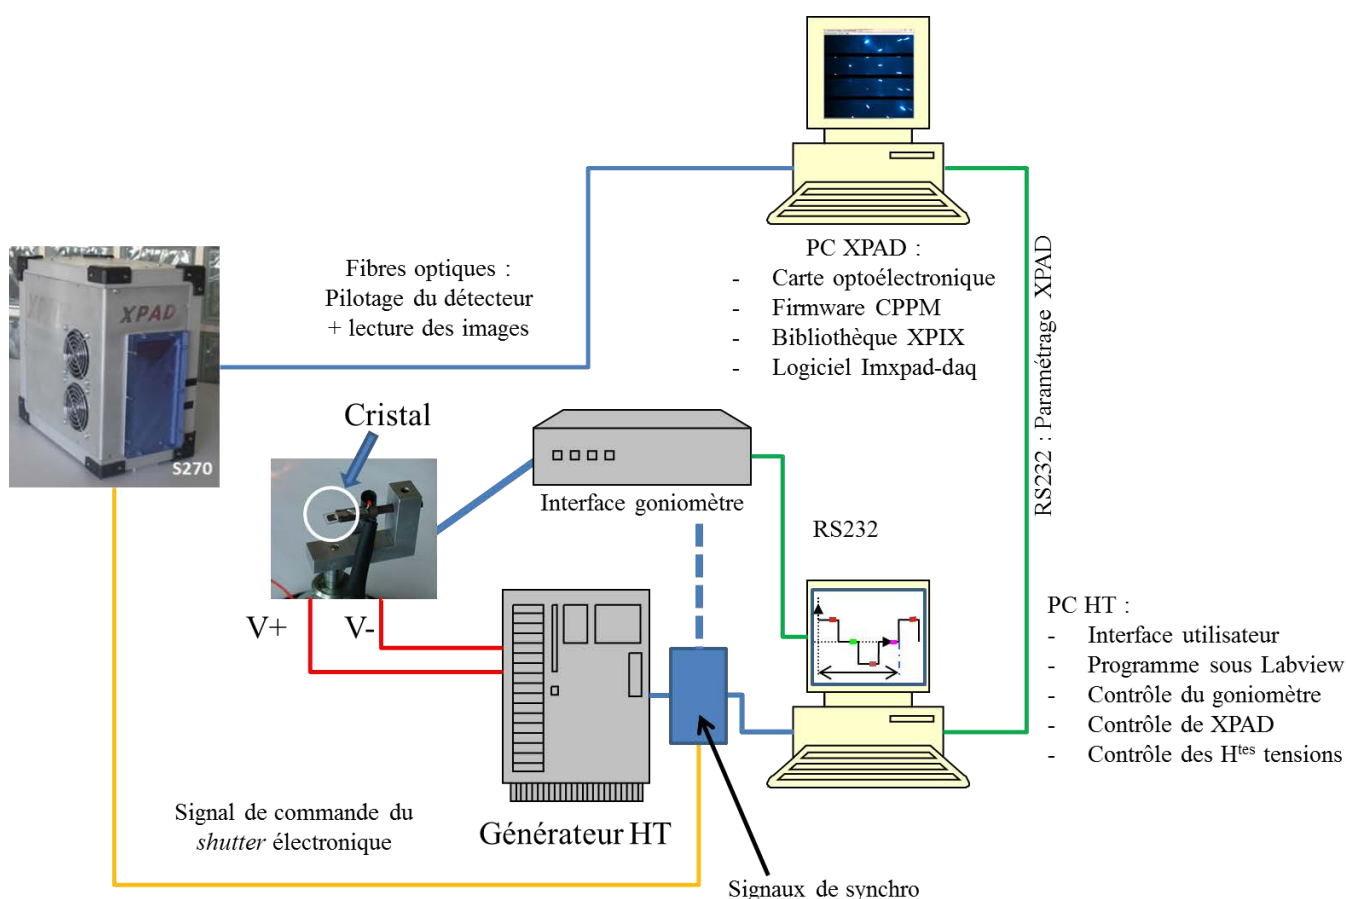 PC XPAD :
- Carte optoélectronique
- Firmware CPPM
- Bibliothèque XPIX
- Logiciel Imxpad-daq
Fibres optiques :
Pilotage du détecteur
+ lecture des images
XPAD
S270
Cristal
Interface goniomètre
RS232
RS232 : Paramétrage XPAD
V+
V-
PC HT :
- Interface utilisateur
- Programme sous Labview
- Contrôle du goniomètre
- Contrôle de XPAD
- Contrôle des Htes tensions
Signal de commande du
shutter électronique
Générateur HT
Signaux de synchro